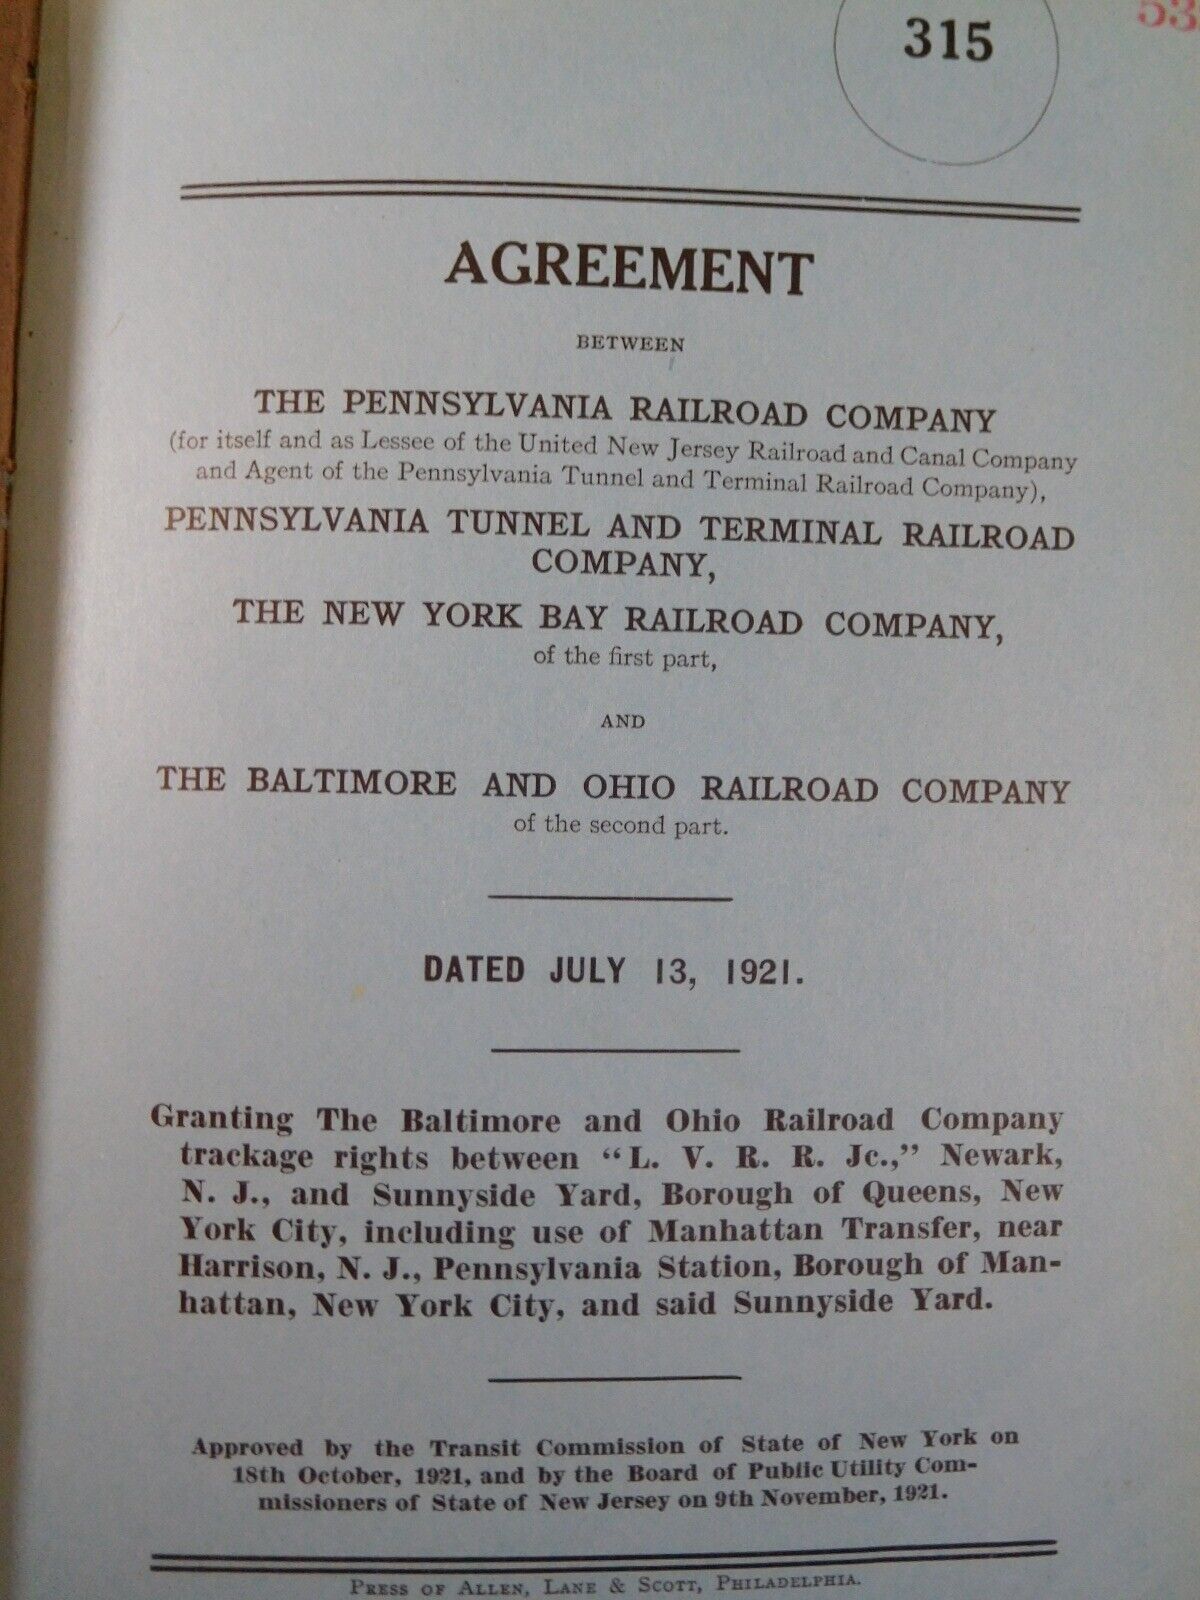 53
315
AGREEMENT
BETWEEN
THE PENNSYLVANIA RAILROAD COMPANY
(for itself and as Lessee of the United New Jersey Railroad and Canal Company
and Agent of the Pennsylvania Tunnel and Terminal Railroad Company),
PENNSYLVANIA TUNNEL AND TERMINAL RAILROAD
COMPANY,
THE NEW YORK BAY RAILROAD COMPANY,
of the first part,
AND
THE BALTIMORE AND OHIO RAILROAD COMPANY
of the second part.
DATED JULY 13, 1921.
Granting The Baltimore and Ohio Railroad Company
trackage rights between “L. V. R. R. Jc.,” Newark,
N. J., and Sunnyside Yard, Borough of Queens, New
York City, including use of Manhattan Transfer, near
Harrison, N. J., Pennsylvania Station, Borough of Man-
hattan, New York City, and said Sunnyside Yard.
Approved by the Transit Commission of State of New York on
18th October, 1921, and by the Board of Public Utility Com-
missioners of State of New Jersey on 9th November, 1921.
PRESS OF ALLEN, LANE & SCOTT, PHILADELPHIA.